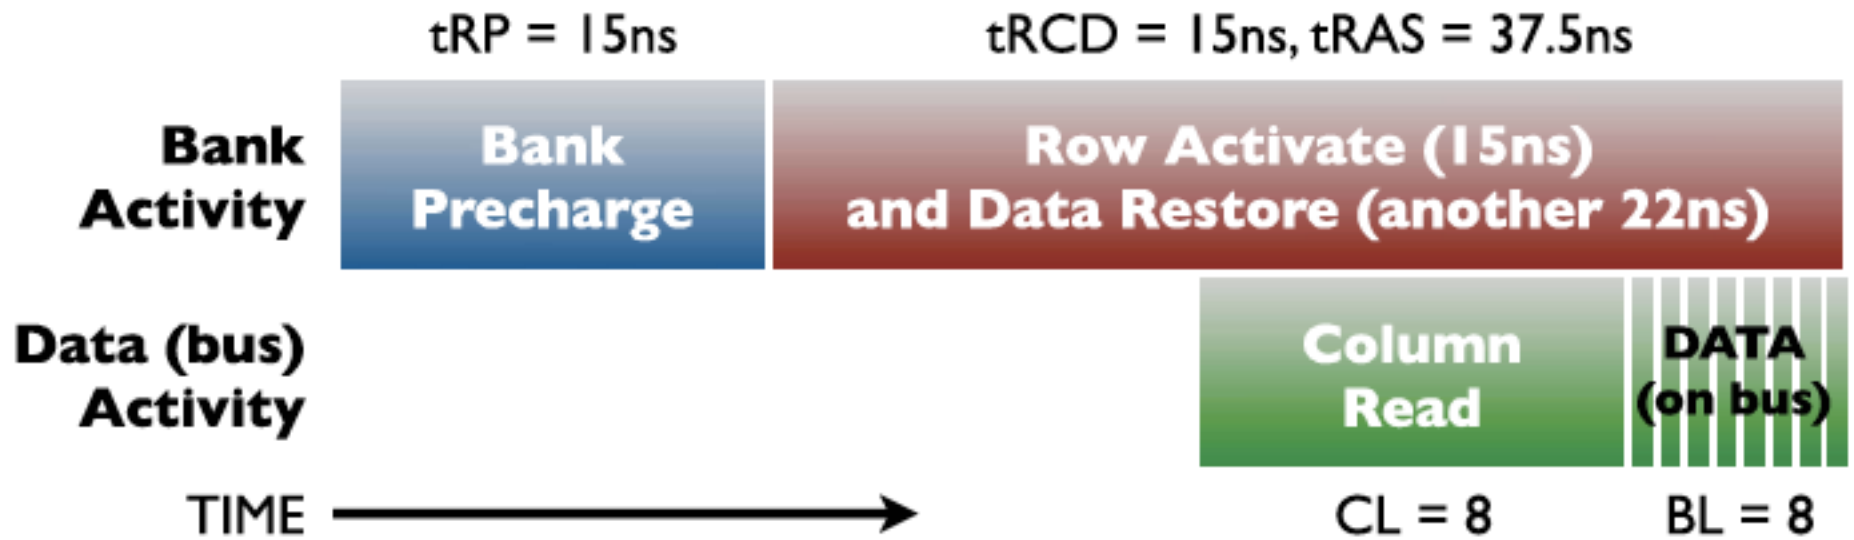 tRP = 15ns
tRCD = 15ns, tRAS = 37.5ns
Bank
Activity
Bank
Precharge
Row Activate (15ns)
and Data Restore (another 22ns)
Data (bus)
Activity
Column
Read
DATA
(on bus)
TIME
CL = 8
BL = 8